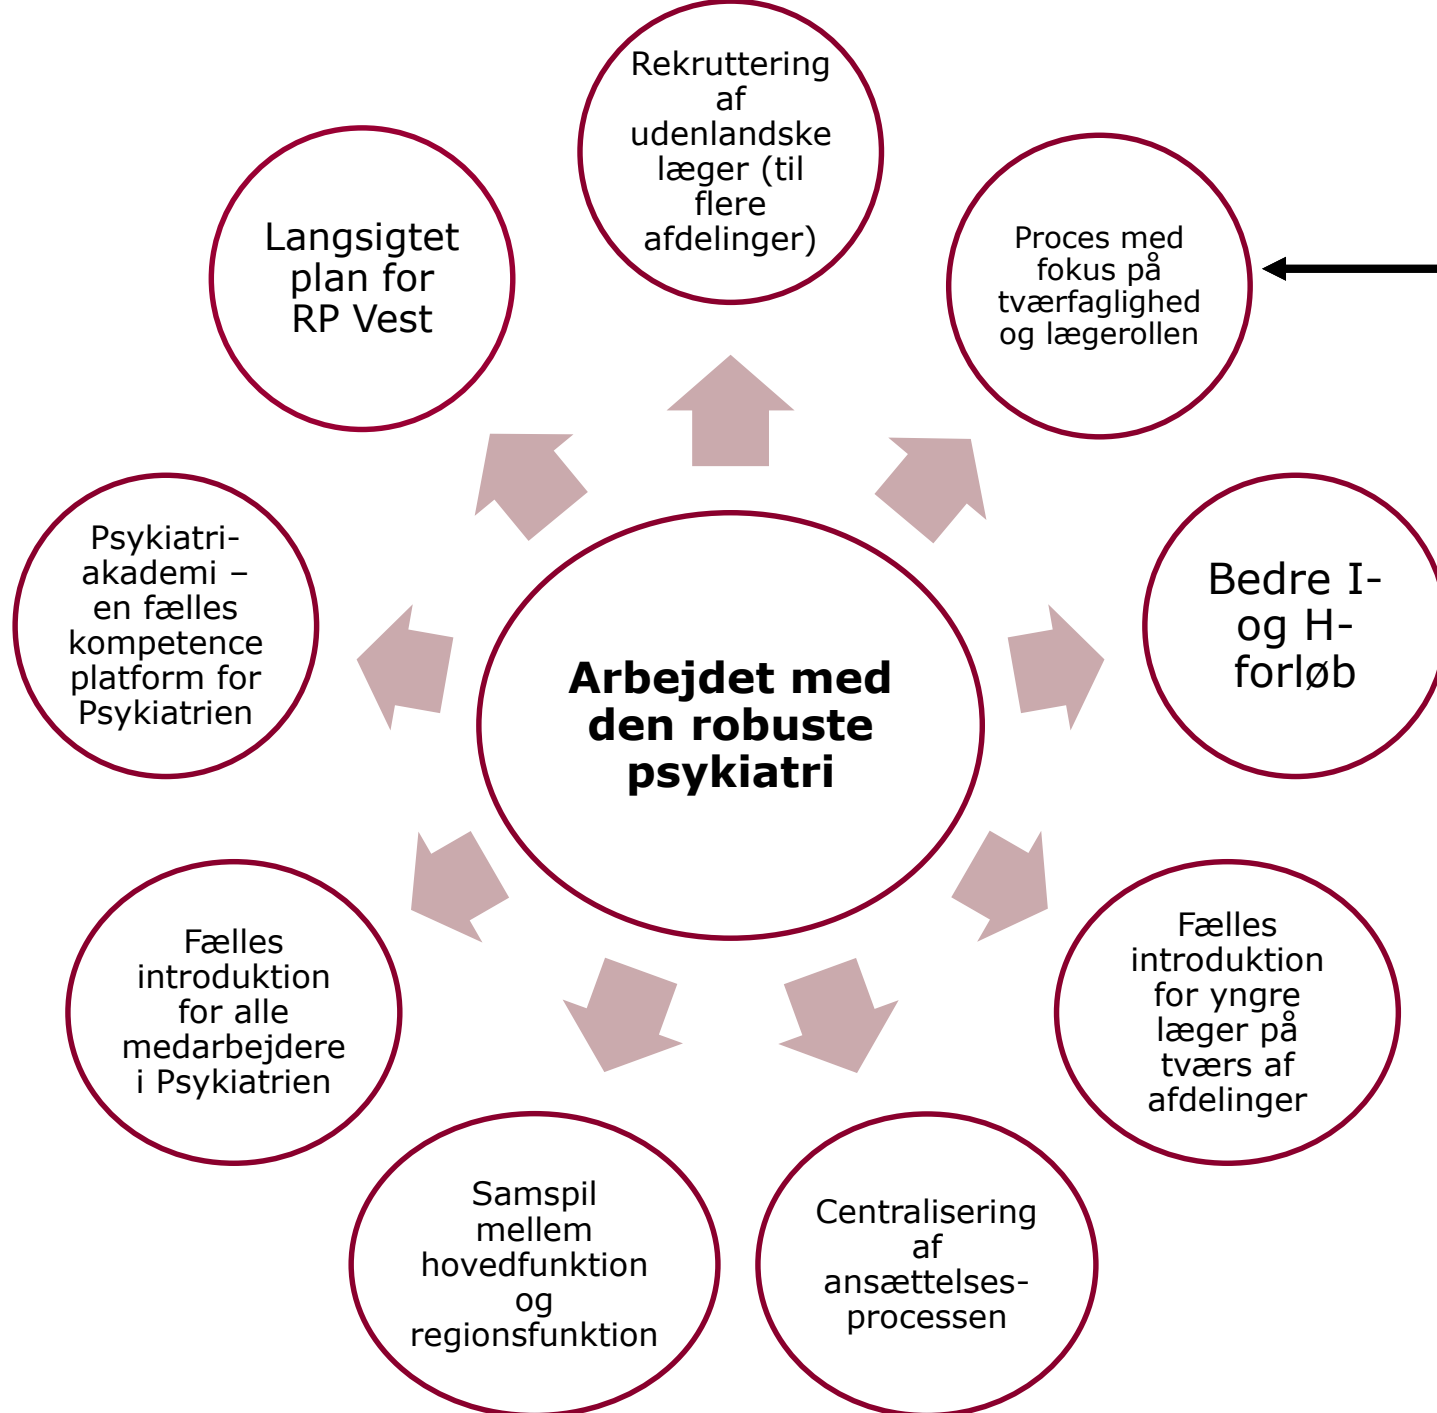 Rekruttering
af
udenlandske
læger (til
flere
afdelinger)
Proces med
fokus på
tværfaglighed
og lægerollen
Bedre I-
og H-
forløb
Fælles
introduktion
for yngre
læger på
tværs af
afdelinger
Centralisering
af
ansættelses-
processen
Samspil
mellem
hovedfunktion
og
regionsfunktion
Fælles
introduktion
for alle
medarbejdere
i Psykiatrien
Psykiatri-
akademi –
en fælles
kompetence
platform for
Psykiatrien
Langsigtet
plan for
RP Vest
Arbejdet med
den robuste
psykiatri